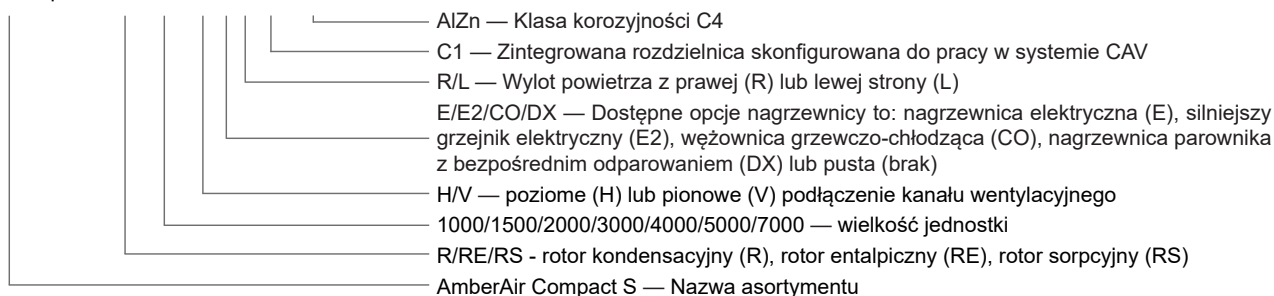 AlZn — Klasa korozyjności C4
C1 — Zintegrowana rozdzielnica skonfigurowana do pracy w systemie CAV
R/L — Wylot powietrza z prawej (R) lub lewej strony (L)
E/E2/CO/DX — Dostępne opcje nagrzewnicy to: nagrzewnica elektryczna (E), silniejszy
grzejnik elektryczny (E2), wężownica grzewczo-chłodząca (CO), nagrzewnica parownika
z bezpośrednim odparowaniem (DX) lub pusta (brak)
H/V — poziome (H) lub pionowe (V) podłączenie kanału wentylacyjnego
1000/1500/2000/3000/4000/5000/7000 — wielkość jednostki
R/RE/RS - rotor kondensacyjny (R), rotor entalpiczny (RE), rotor sorpcyjny (RS)
AmberAir Compact S — Nazwa asortymentu